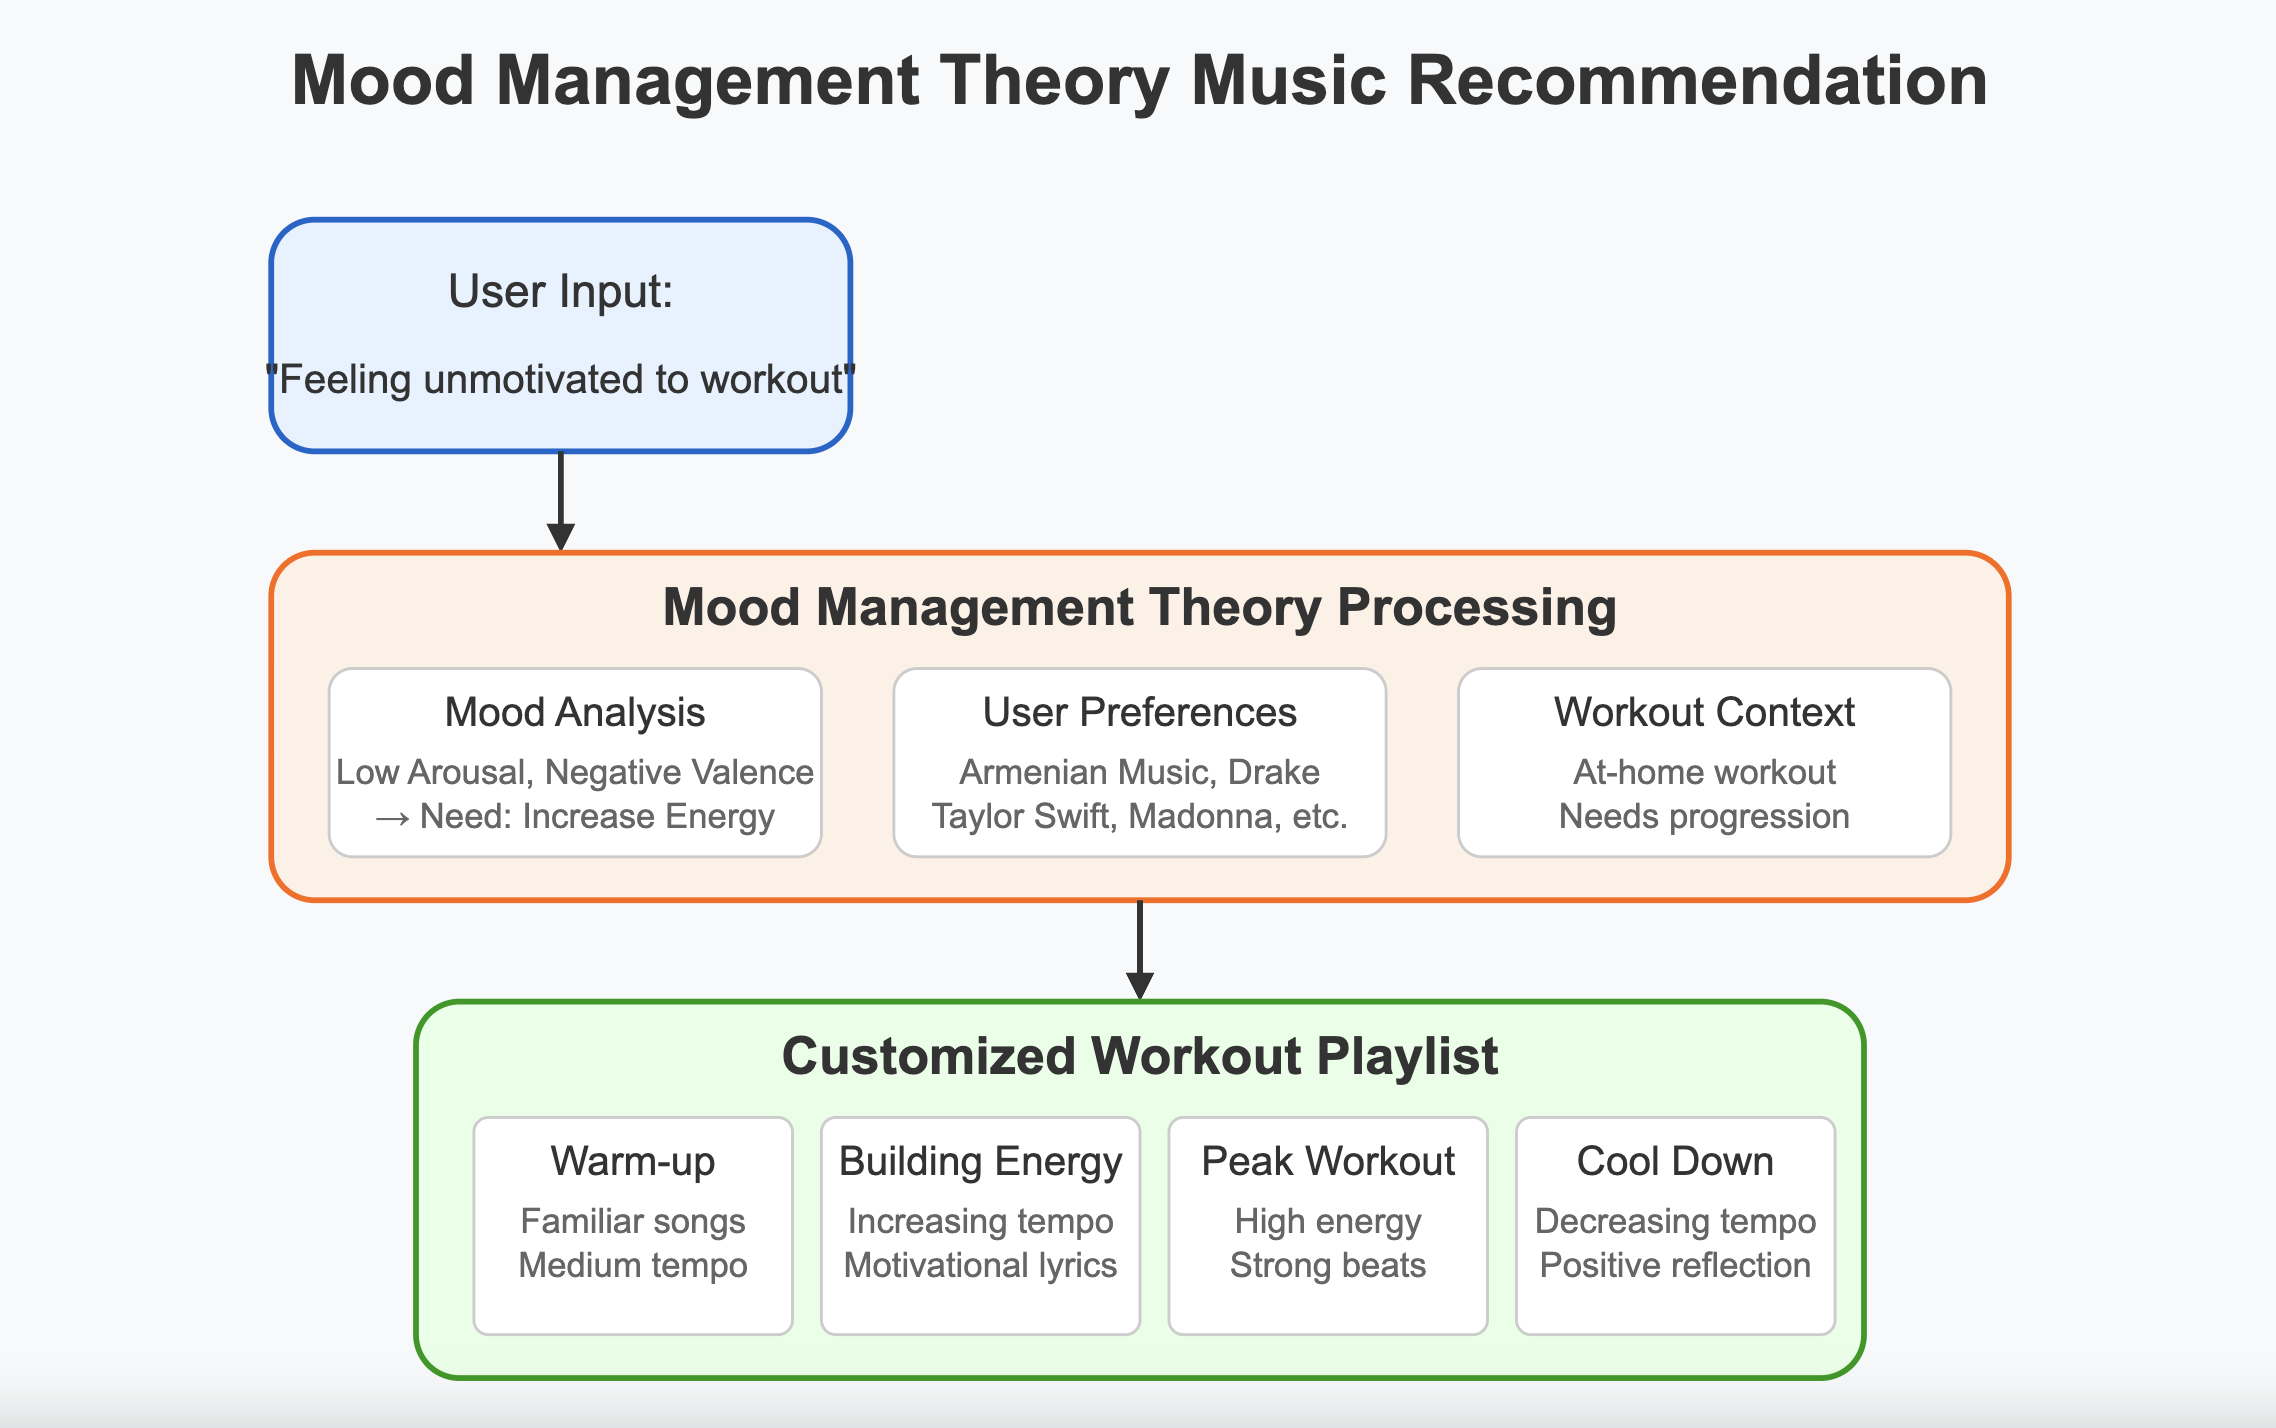 Mood Management Theory Music Recommendation
User Input:
"Feeling unmotivated to workout"
Mood Management Theory Processing
Mood Analysis
Low Arousal, Negative Valence
→ Need: Increase Energy
User Preferences
Armenian Music, Drake
Taylor Swift, Madonna, etc.
Workout Context
At-home workout
Needs progression
Customized Workout Playlist
Warm-up
Familiar songs
Medium tempo
Building Energy
Increasing tempo
Motivational lyrics
Peak Workout
High energy
Strong beats
Cool Down
Decreasing tempo
Positive reflection